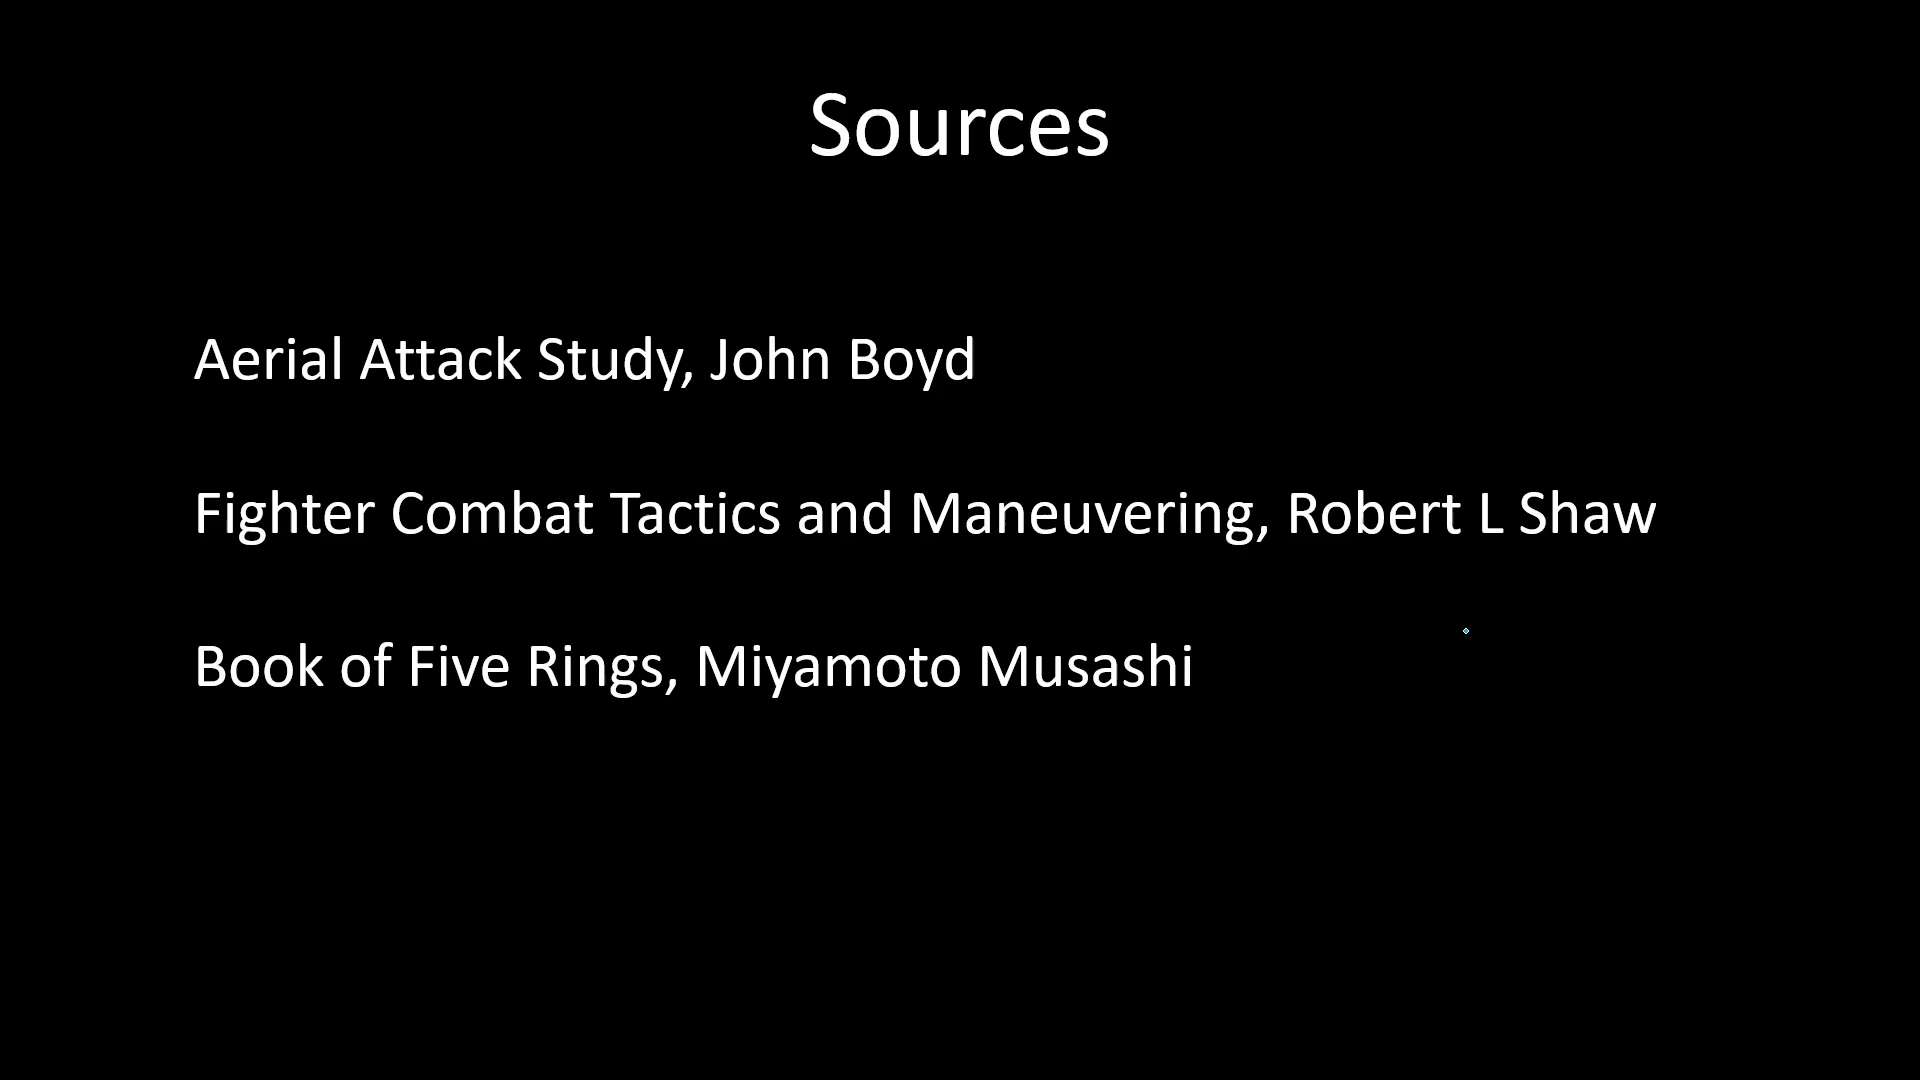 Sources
Aerial Attack Study, John Boyd
Fighter Combat Tactics and Maneuvering, Robert L Shaw
Book of Five Rings, Miyamoto Musashi